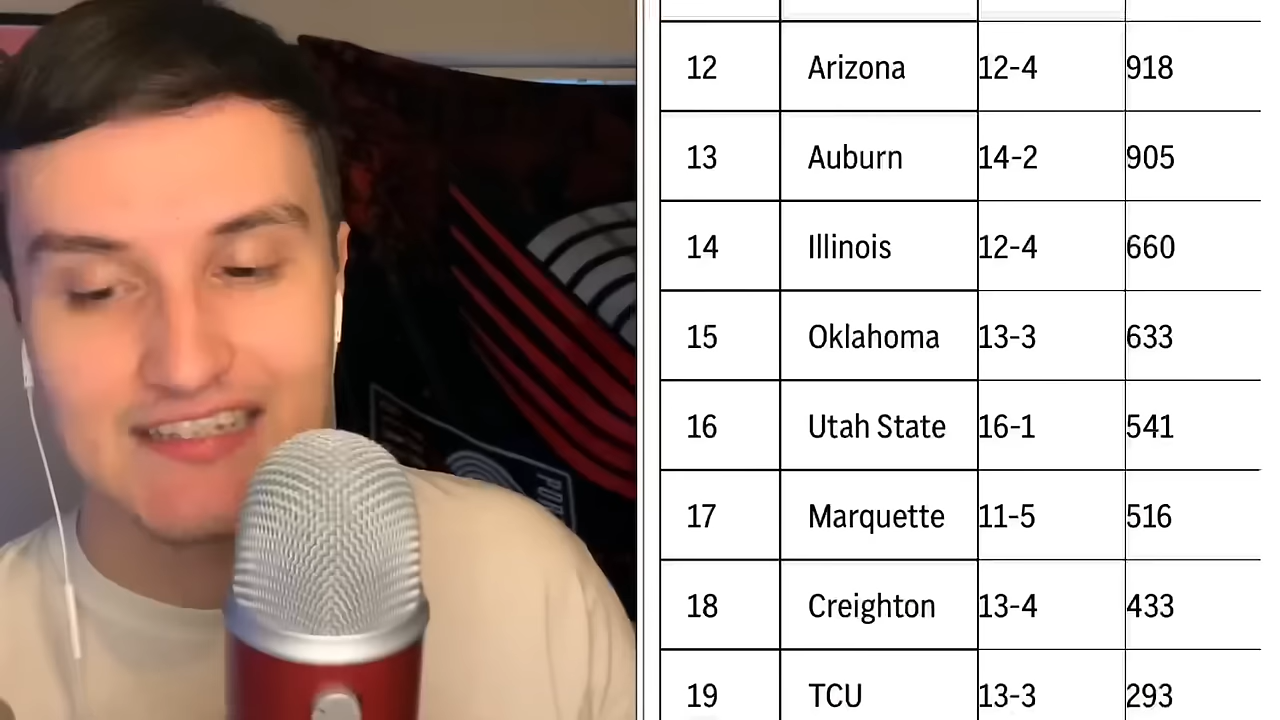 12 Arizona 12-4 918
13 Auburn 14-2 905
14 Illinois 12-4 660
15 Oklahoma 13-3 633
16 Utah State 16-1 541
17 Marquette 11-5 516
18 Creighton 13-4 433
19 TCU 13-3 293